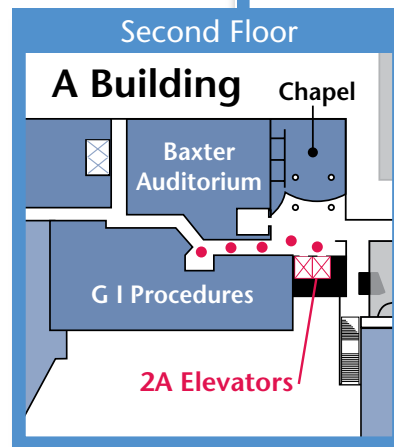 Second Floor
A Building
Chapel
Baxter
Auditorium
G I Procedures
2A Elevators